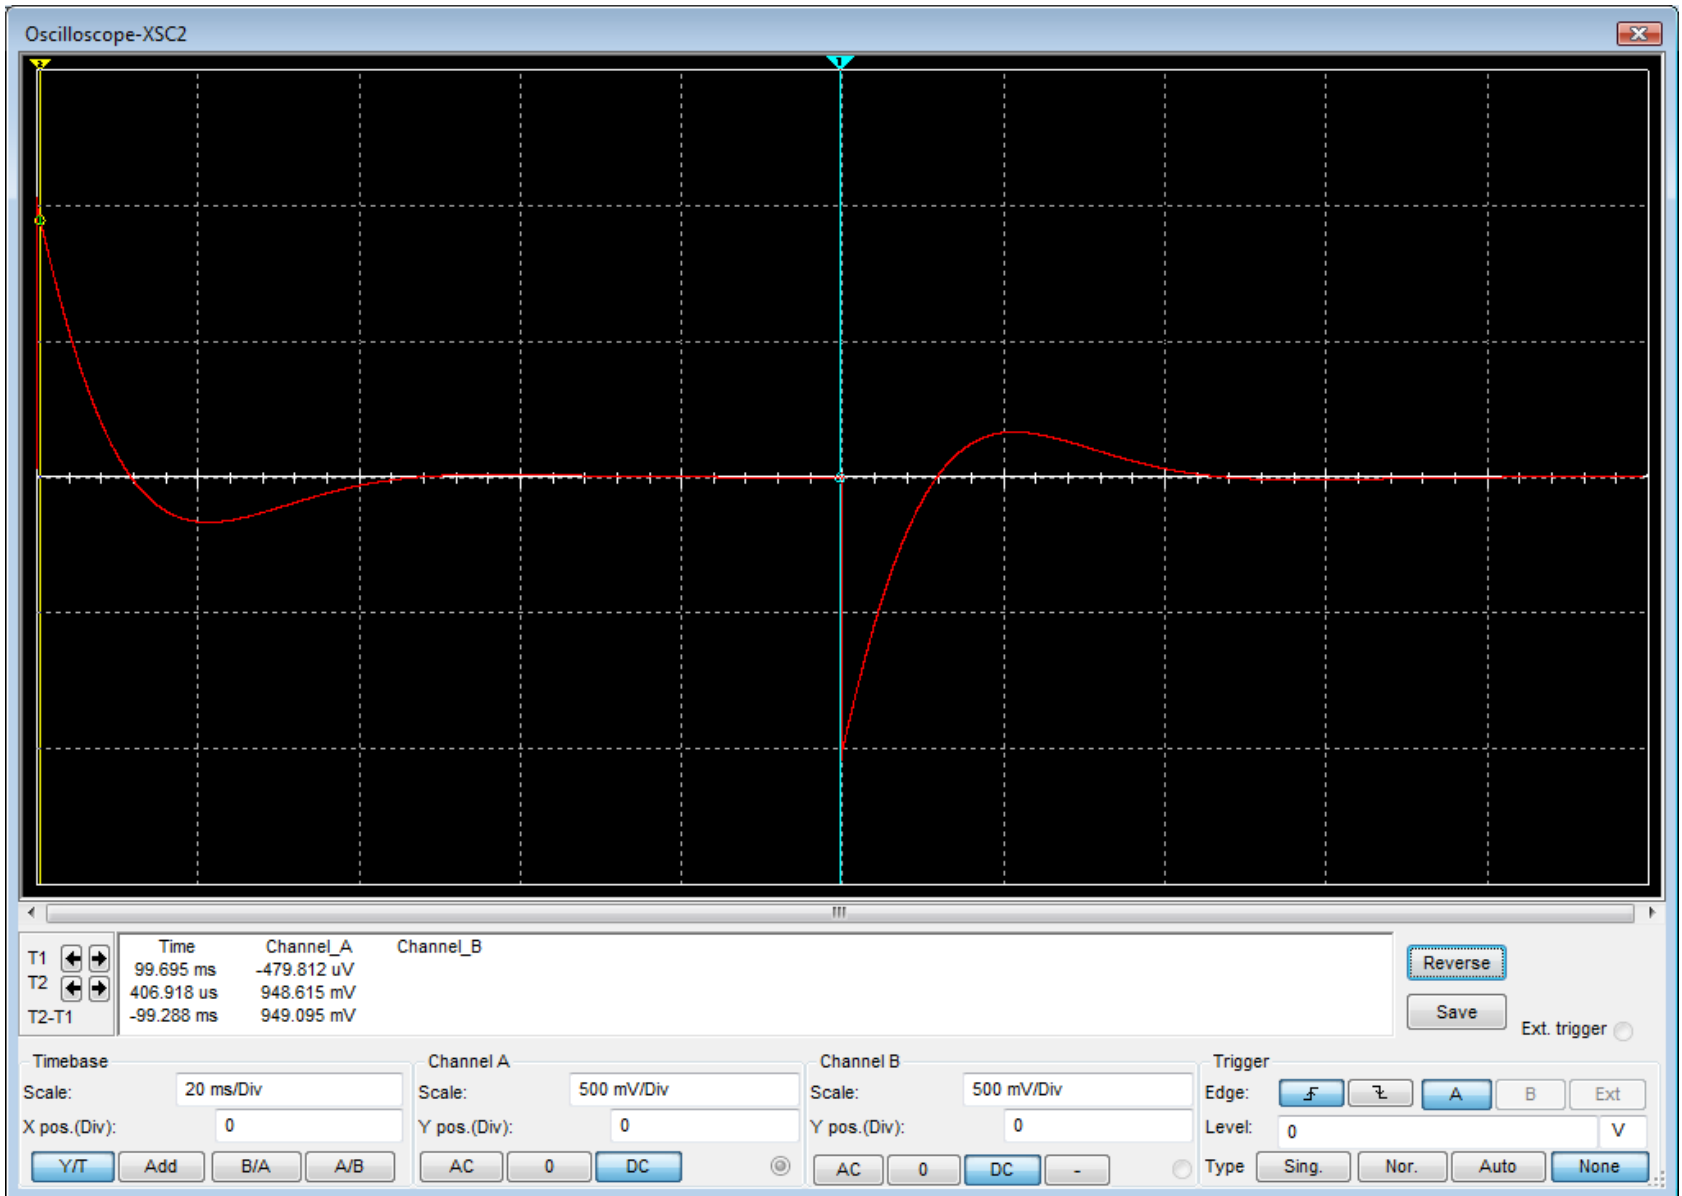 Oscilloscope-XSC2
2
1
T1
T2
T2-T1
Time Channel_A Channel_B
99.695 ms -479.812 uV
406.918 us 948.615 mV
-99.288 ms 949.095 mV
Reverse
Save
Ext. trigger
Timebase
Scale: 20 ms/Div
X pos.(Div): 0
Y/T Add B/A A/B
Channel A
Scale: 500 mV/Div
Y pos.(Div): 0
AC 0 DC
Channel B
Scale: 500 mV/Div
Y pos.(Div): 0
AC 0 DC -
Trigger
Edge: A B Ext
Level: 0 V
Type Sing. Nor. Auto None